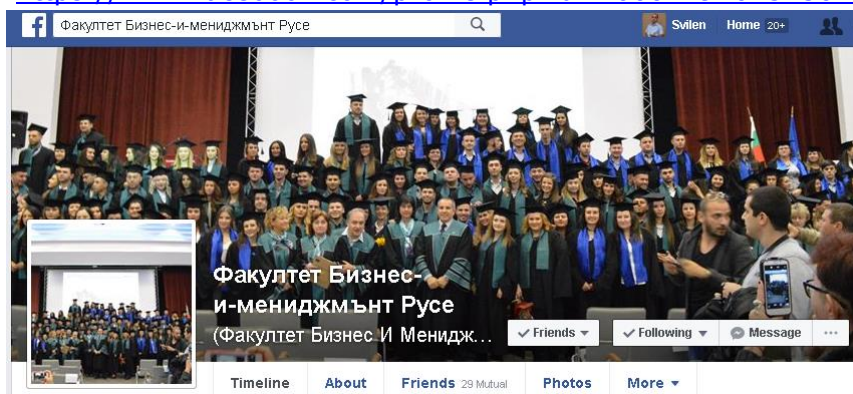 Факултет Бизнес-и-мениджмънт Русе
Svilen
Home 20+
Факултет Бизнес-
и-мениджмънт Русе
(Факултет Бизнес И Менидж...
Friends
Following
Message
Timeline
About
Friends 29 Mutual
Photos
More